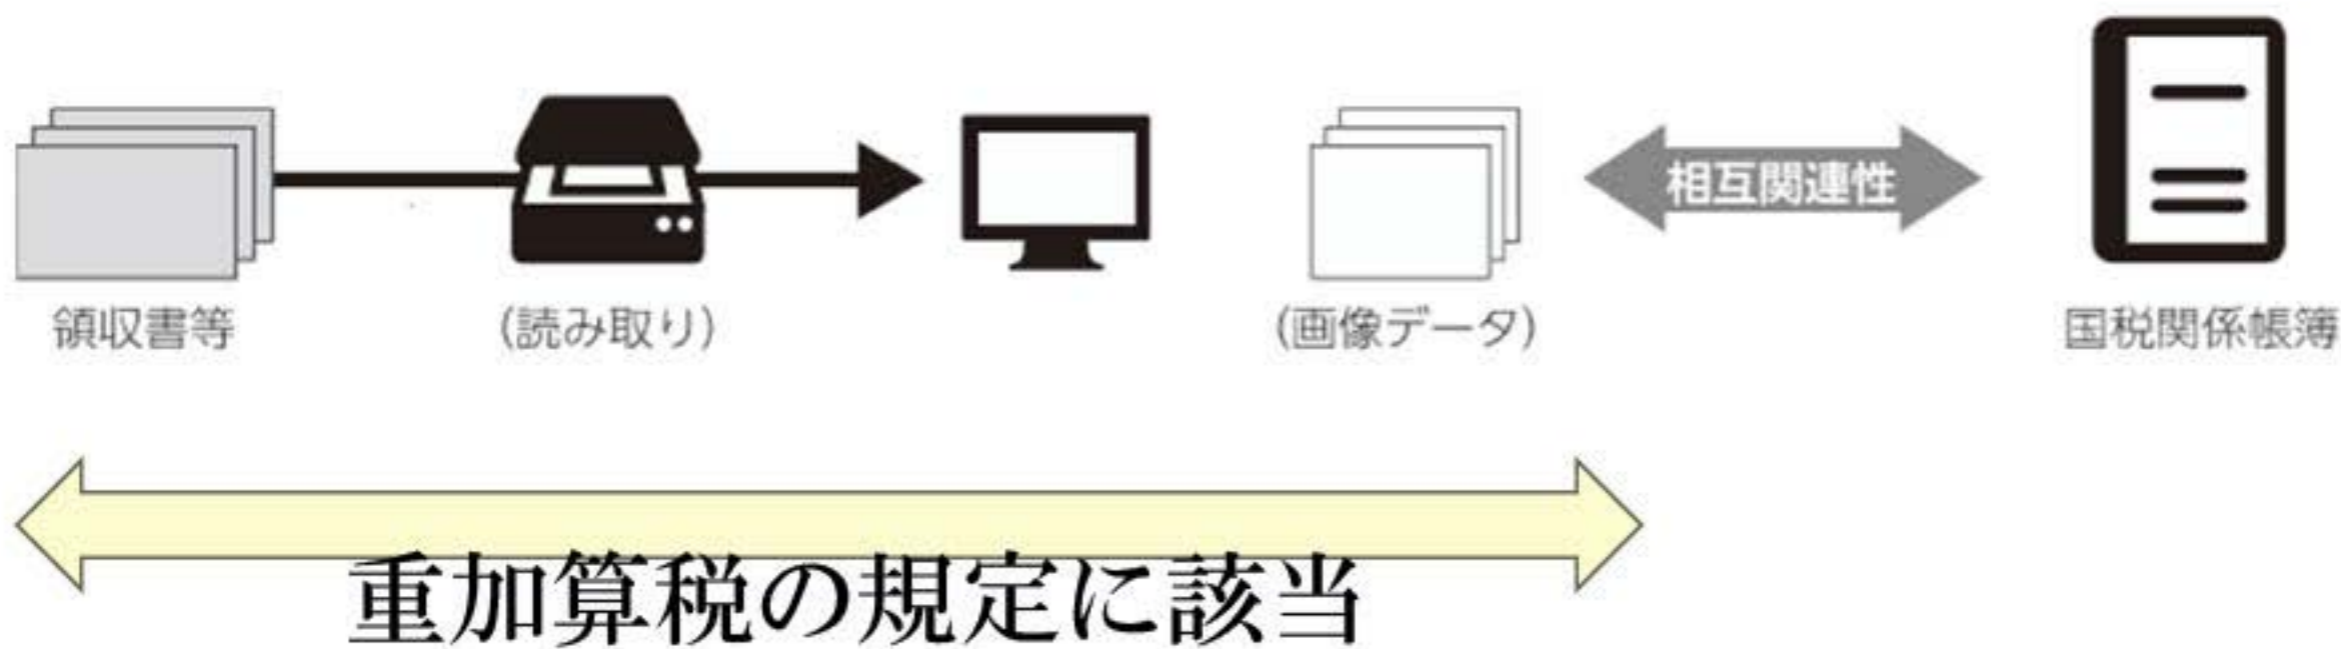 相互関連性
領収書等
(読み取り)
(画像データ)
国税関係帳簿
重加算税の規定に該当